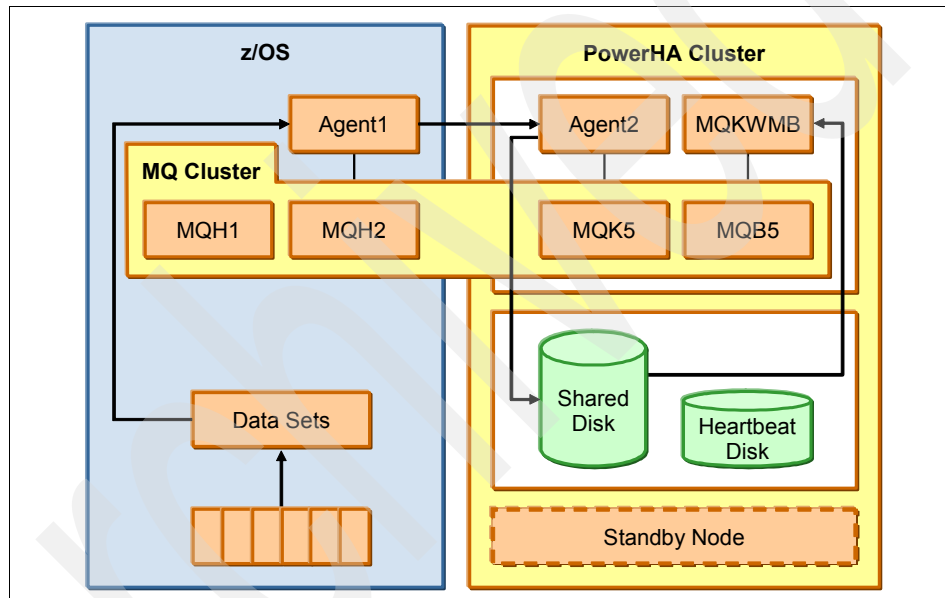 z/OS
PowerHA Cluster
Agent1
Agent2
MQKWMB
MQ Cluster
MQH1
MQH2
MQK5
MQB5
Data Sets
Shared
Disk
Heartbeat
Disk
Standby Node